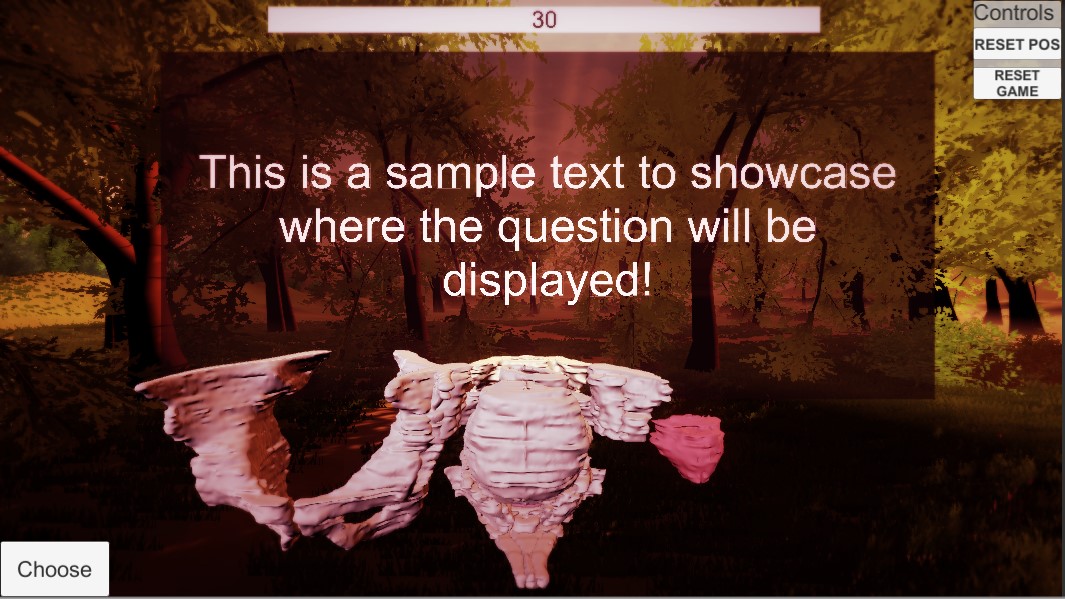 30
Controls
RESET POS
RESET
GAME
This is a sample text to showcase
where the question will be
displayed!
Choose